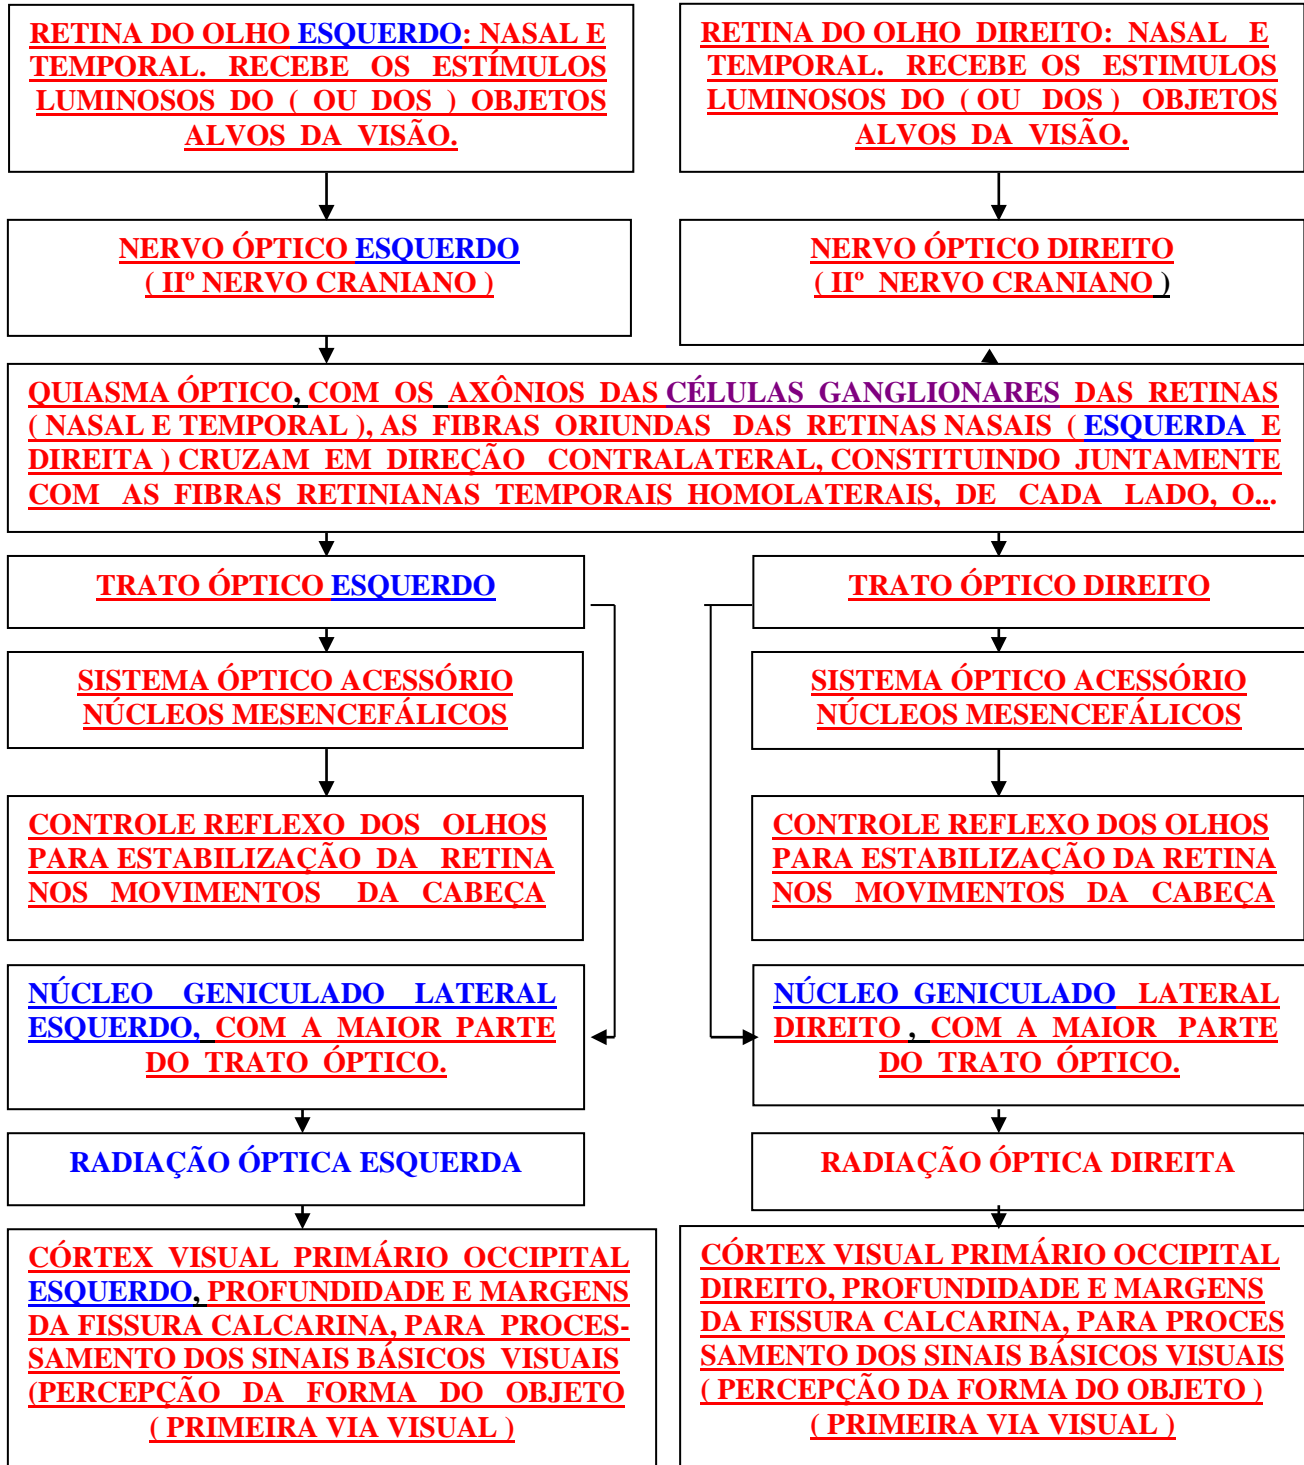 RETINA DO OLHO ESQUERDO: NASAL E
TEMPORAL. RECEBE OS ESTÍMULOS
LUMINOSOS DO ( OU DOS ) OBJETOS
ALVOS DA VISÃO.
RETINA DO OLHO DIREITO: NASAL E
TEMPORAL. RECEBE OS ESTIMULOS
LUMINOSOS DO ( OU DOS ) OBJETOS
ALVOS DA VISÃO.
NERVO ÓPTICO ESQUERDO
( IIº NERVO CRANIANO )
NERVO ÓPTICO DIREITO
( IIº NERVO CRANIANO )
QUIASMA ÓPTICO, COM OS AXÔNIOS DAS CÉLULAS GANGLIONARES DAS RETINAS
( NASAL E TEMPORAL ), AS FIBRAS ORIUNDAS DAS RETINAS NASAIS ( ESQUERDA E
DIREITA ) CRUZAM EM DIREÇÃO CONTRALATERAL, CONSTITUINDO JUNTAMENTE
COM AS FIBRAS RETINIANAS TEMPORAIS HOMOLATERAIS, DE CADA LADO, O...
TRATO ÓPTICO ESQUERDO
TRATO ÓPTICO DIREITO
SISTEMA ÓPTICO ACESSÓRIO
NÚCLEOS MESENCEFÁLICOS
SISTEMA ÓPTICO ACESSÓRIO
NÚCLEOS MESENCEFÁLICOS
CONTROLE REFLEXO DOS OLHOS
PARA ESTABILIZAÇÃO DA RETINA
NOS MOVIMENTOS DA CABEÇA
CONTROLE REFLEXO DOS OLHOS
PARA ESTABILIZAÇÃO DA RETINA
NOS MOVIMENTOS DA CABEÇA
NÚCLEO GENICULADO LATERAL
ESQUERDO, COM A MAIOR PARTE
DO TRATO ÓPTICO.
NÚCLEO GENICULADO LATERAL
DIREITO , COM A MAIOR PARTE
DO TRATO ÓPTICO.
RADIAÇÃO ÓPTICA ESQUERDA
RADIAÇÃO ÓPTICA DIREITA
CÓRTEX VISUAL PRIMÁRIO OCCIPITAL
ESQUERDO, PROFUNDIDADE E MARGENS
DA FISSURA CALCARINA, PARA PROCES-
SAMENTO DOS SINAIS BÁSICOS VISUAIS
(PERCEPÇÃO DA FORMA DO OBJETO
( PRIMEIRA VIA VISUAL )
CÓRTEX VISUAL PRIMÁRIO OCCIPITAL
DIREITO, PROFUNDIDADE E MARGENS
DA FISSURA CALCARINA, PARA PROCES
SAMENTO DOS SINAIS BÁSICOS VISUAIS
( PERCEPÇÃO DA FORMA DO OBJETO )
( PRIMEIRA VIA VISUAL )